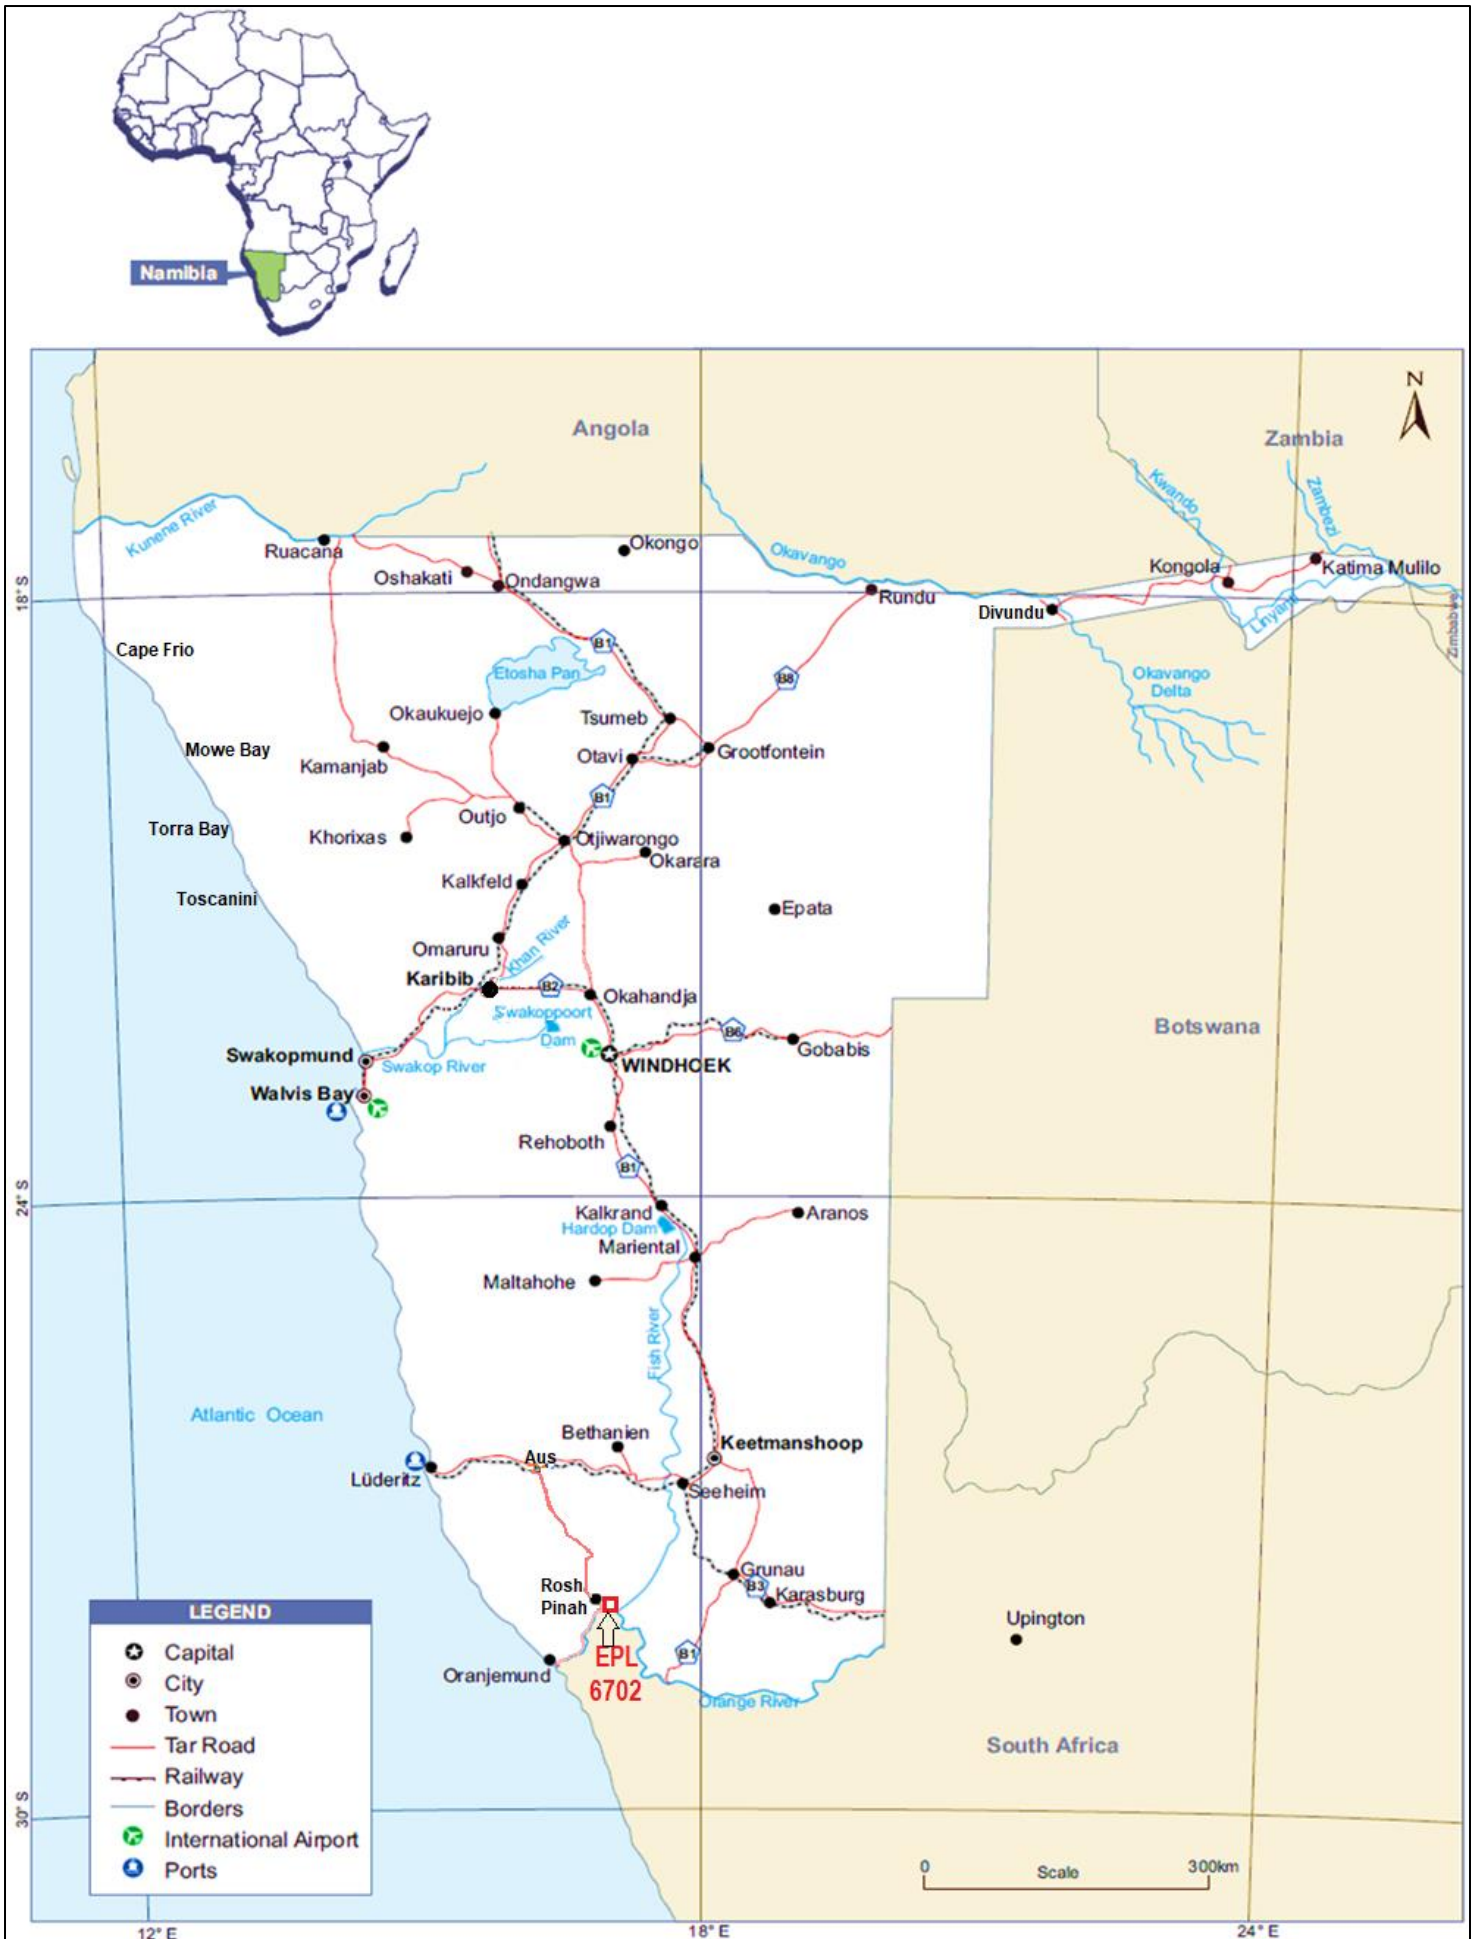 Namibia
N
Angola
Zambia
Kunene River
Kwando
Zambezi
Ruacana
Okongo
Okavango
Kongola
Katima Mulilo
Oshakati
Ondangwa
Rundu
Divundu
Linyanti
Zimbabwe
18° S
Cape Frio
B1
Etosha Pan
B8
Okavango
Delta
Okaukuejo
Tsumeb
Mowe Bay
Otavi
Grootfontein
Kamanjab
B1
Outjo
Torra Bay
Khorixas
Otjiwarongo
Okarara
Kalkfeld
Toscanini
Epata
Omaruru
Khan River
Karibib
B2
Okahandja
Swakoppoort
Dam
B6
Botswana
Gobabis
Swakopmund
Swakop River
WINDHOEK
Walvis Bay
Rehoboth
B1
24° S
Kalkrand
Aranos
Hardop Dam
Mariental
Maltahohe
Fish River
Atlantic Ocean
Bethanien
Keetmanshoop
Aus
Lüderitz
Seeheim
Grunau
B3
Karasburg
Rosh
Pinah
Upington
EPL
6702
B1
Oranjemund
Orange River
South Africa
30° S
LEGEND
Capital
City
Town
Tar Road
Railway
Borders
International Airport
Ports
0
Scale
300km
12° E
18° E
24° E